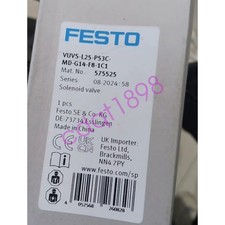 FESTO
VUVS-L25-P53C-
MD-G14-F8-1C1
Mat. No. 575525
Series 08-2024 S8
Solenoid valve
1 pcs
Festo SE & Co. KG
DE-73734 Esslingen
Made in China
UK Importer
Festo Ltd,
Brackmills,
NN4 7PY
www.festo.com/sp